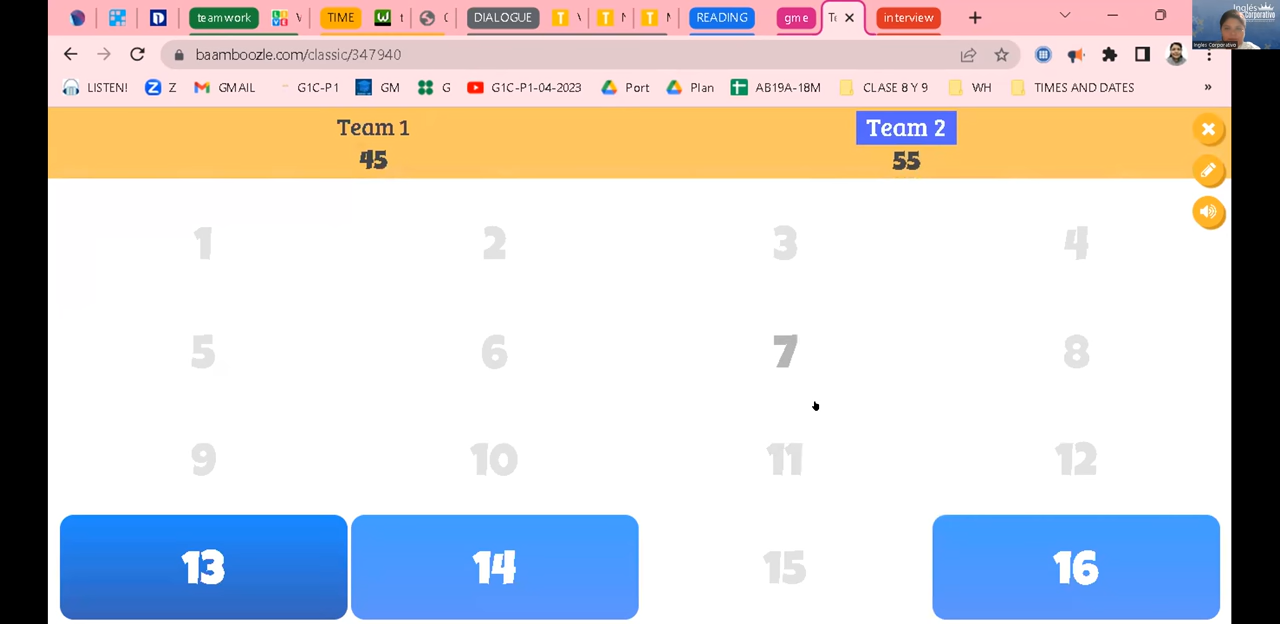 teamwork TIME DIALOGUE READING gme interview
baamboozle.com/classic/347940
LISTEN! Z GMAIL G1C-P1 GM G G1C-P1-04-2023 Port Plan AB19A-18M CLASE 8 Y 9 WH TIMES AND DATES »
Team 1 Team 2
45 55
1 2 3 4
5 6 7 8
9 10 11 12
13 14 15 16
Inglés Corporativo